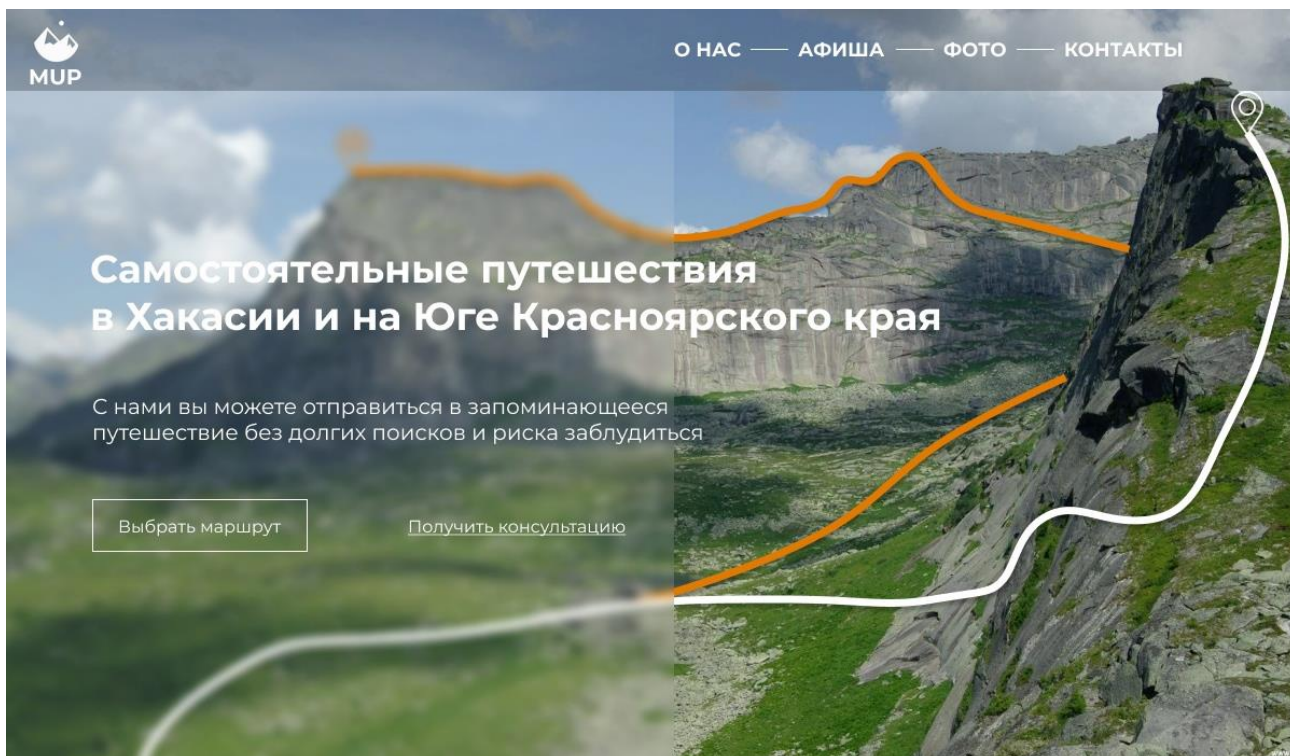 MUP
О НАС — АФИША — ФОТО — КОНТАКТЫ
Самостоятельные путешествия
в Хакасии и на Юге Красноярского края
С нами вы можете отправиться в запоминающееся
путешествие без долгих поисков и риска заблудиться
Выбрать маршрут
Получить консультацию